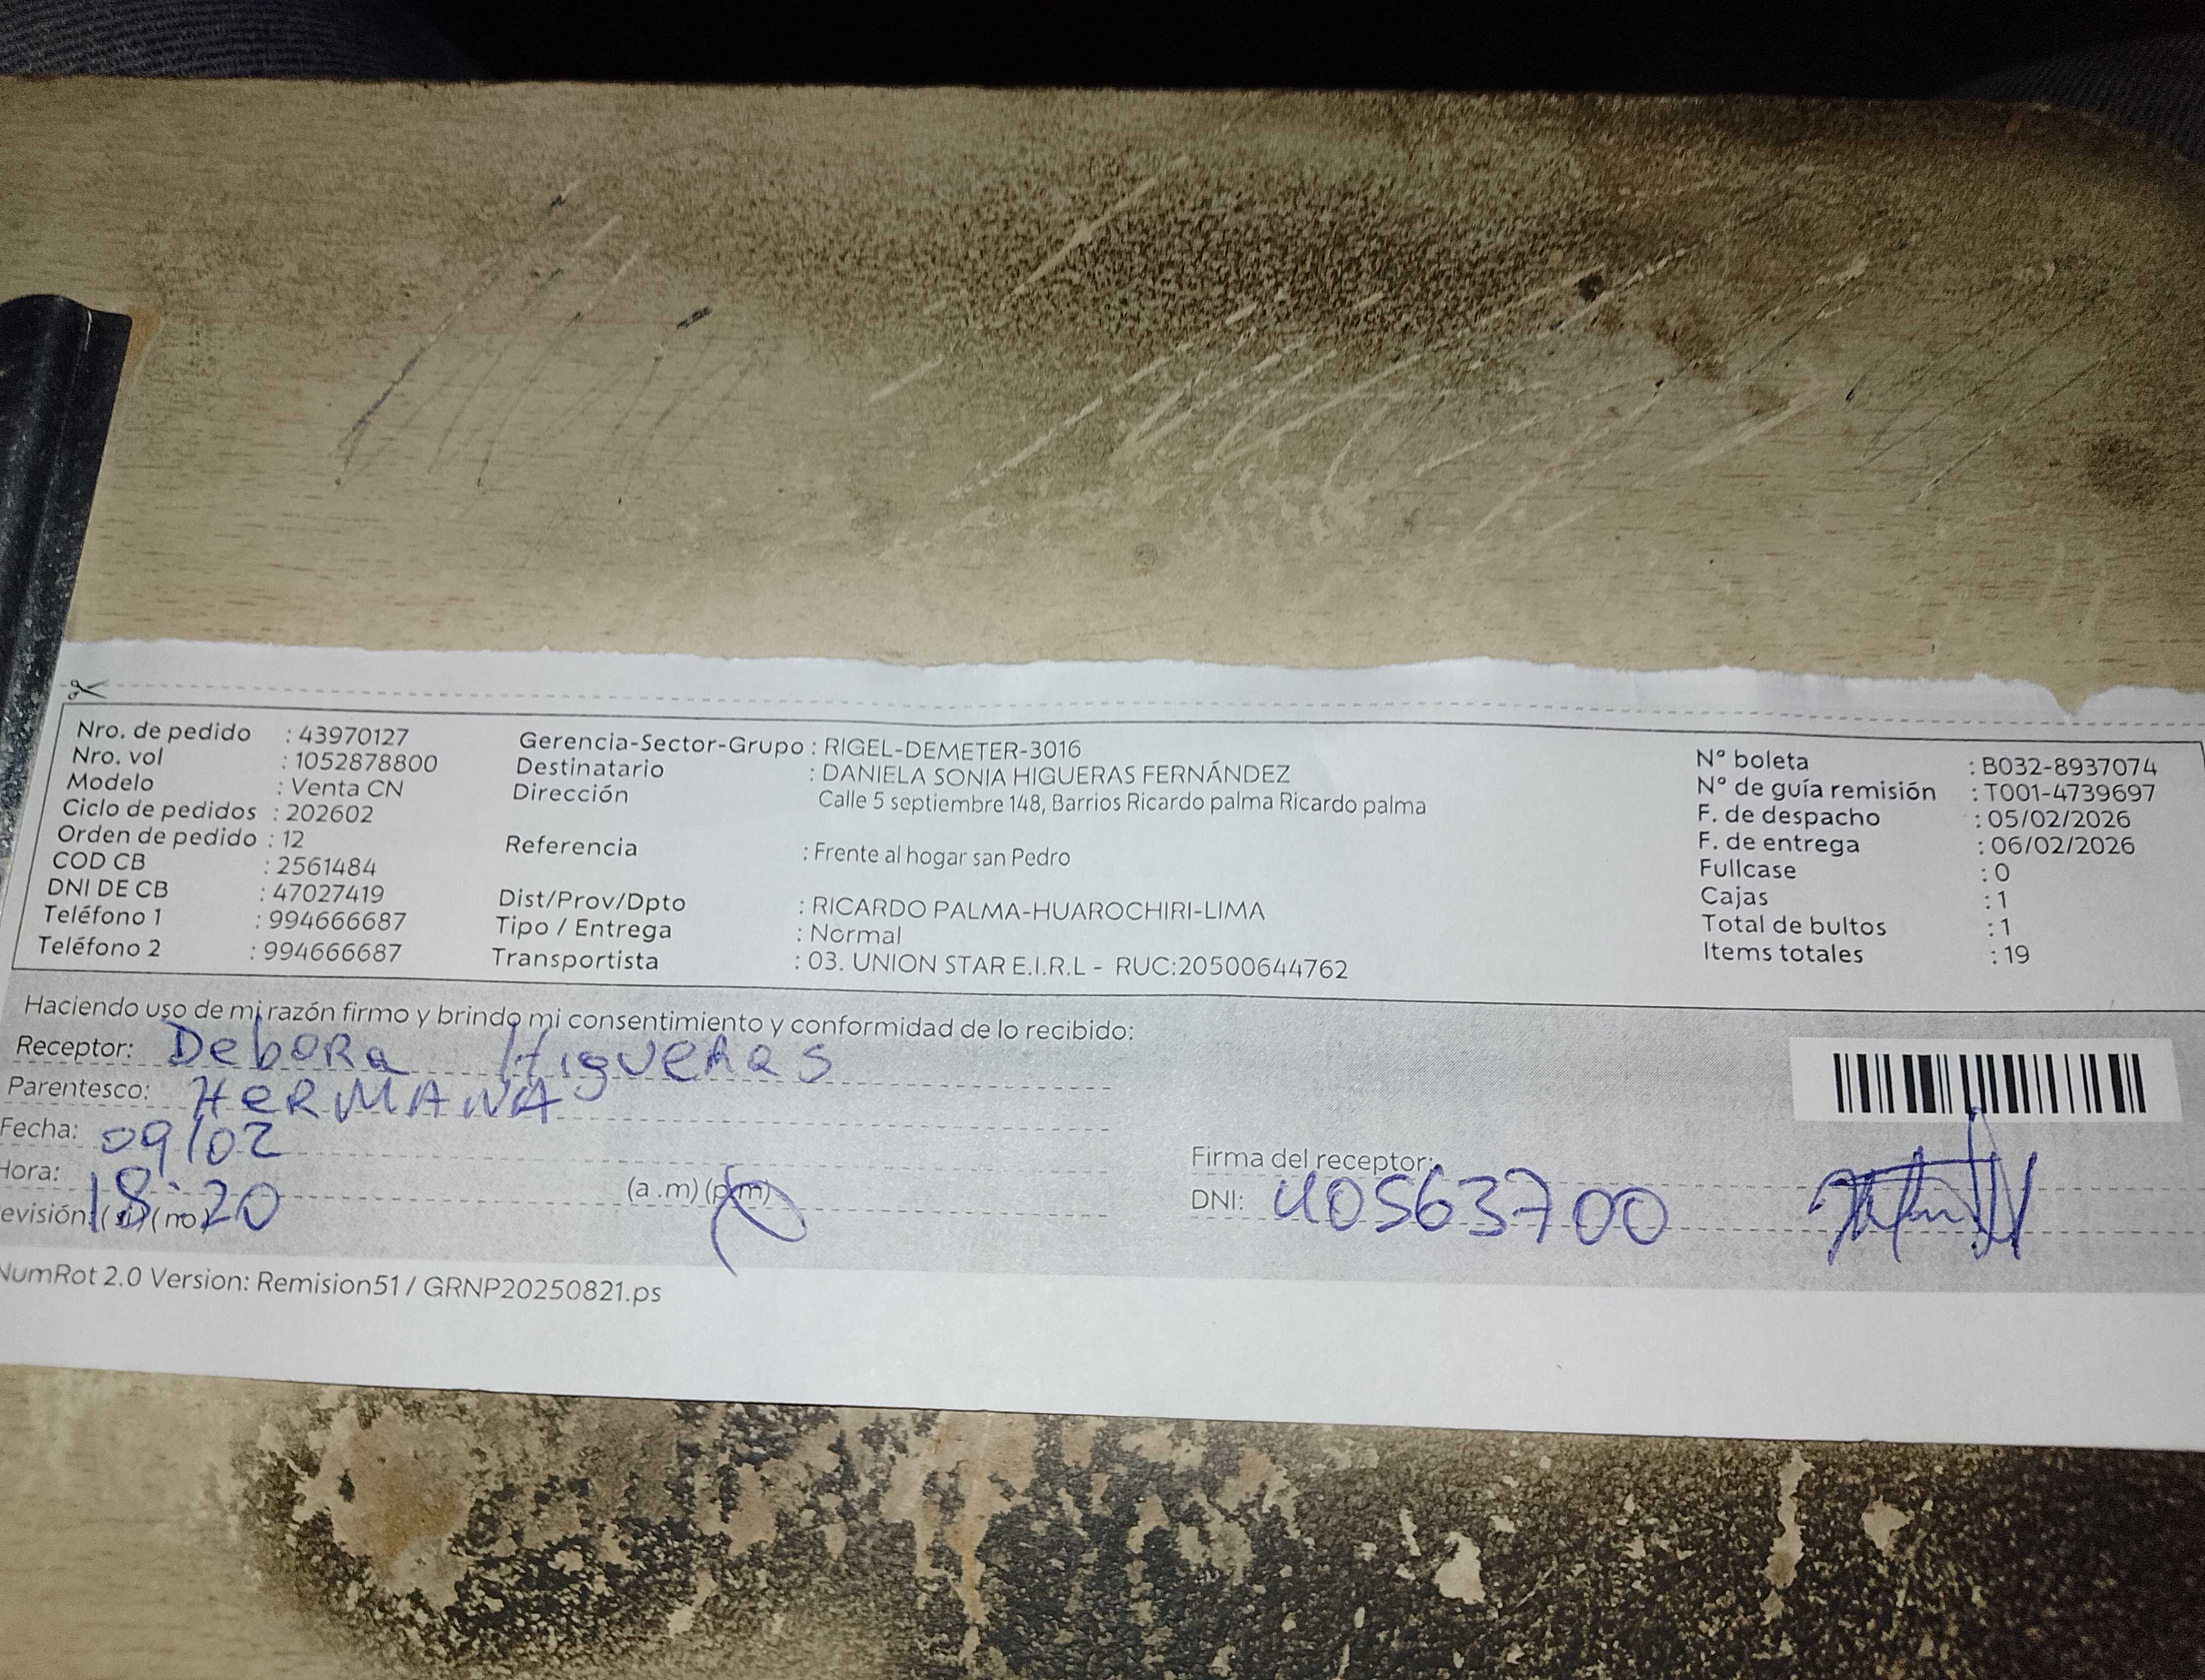 Nro. de pedido : 43970127
Nro. vol : 1052878800
Modelo : Venta CN
Ciclo de pedidos : 202602
Orden de pedido : 12
COD CB : 2561484
DNI DE CB : 47027419
Teléfono 1 : 994666687
Teléfono 2 : 994666687
Gerencia-Sector-Grupo : RIGEL-DEMETER-3016
Destinatario : DANIELA SONIA HIGUERAS FERNÁNDEZ
Dirección Calle 5 septiembre 148, Barrios Ricardo palma Ricardo palma
Referencia : Frente al hogar san Pedro
Dist/Prov/Dpto : RICARDO PALMA-HUAROCHIRI-LIMA
Tipo / Entrega : Normal
Transportista : 03. UNION STAR E.I.R.L - RUC:20500644762
N° boleta : B032-8937074
N° de guía remisión : T001-4739697
F. de despacho : 05/02/2026
F. de entrega : 06/02/2026
Fullcase : 0
Cajas : 1
Total de bultos : 1
Items totales : 19
Haciendo uso de mi razón firmo y brindo mi consentimiento y conformidad de lo recibido:
Receptor: Debora Higueras
Parentesco: HERMANA
Fecha: 09/02
Hora: 18:20 (a.m) (p.m)
evisión: (si) (no)
Firma del receptor:
DNI: 40563700
NumRot 2.0 Version: Remision51 / GRNP20250821.ps